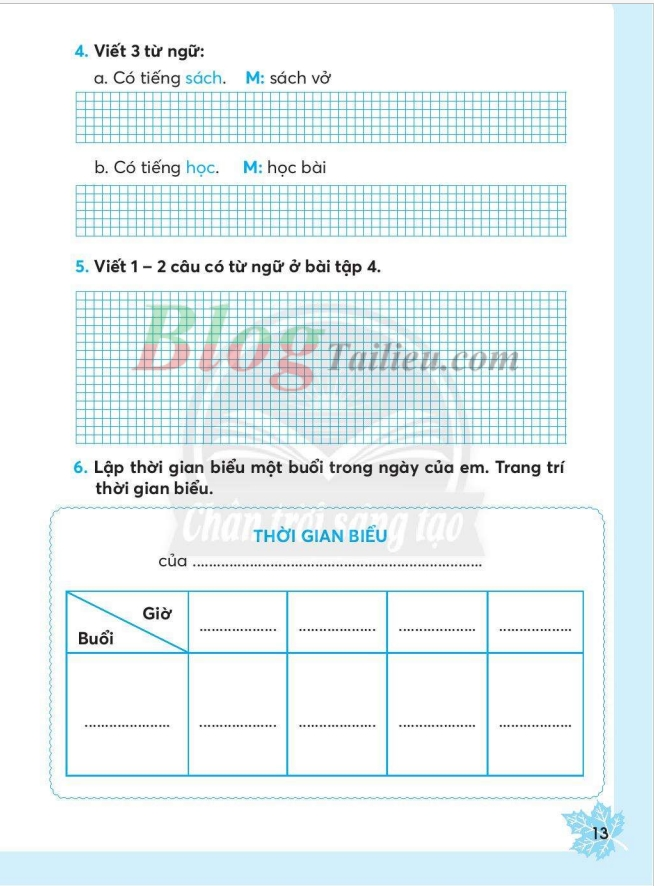 4. Viết 3 từ ngữ:
a. Có tiếng sách. M: sách vở
b. Có tiếng học. M: học bài
5. Viết 1 – 2 câu có từ ngữ ở bài tập 4.
Blog Tailieu.com
6. Lập thời gian biểu một buổi trong ngày của em. Trang trí
thời gian biểu.
Chân trời sáng tạo
THỜI GIAN BIỂU
của ......................................................................
Giờ
Buổi
................... ................... ................... ..................
..................... ................... ................... ................... ..................
13